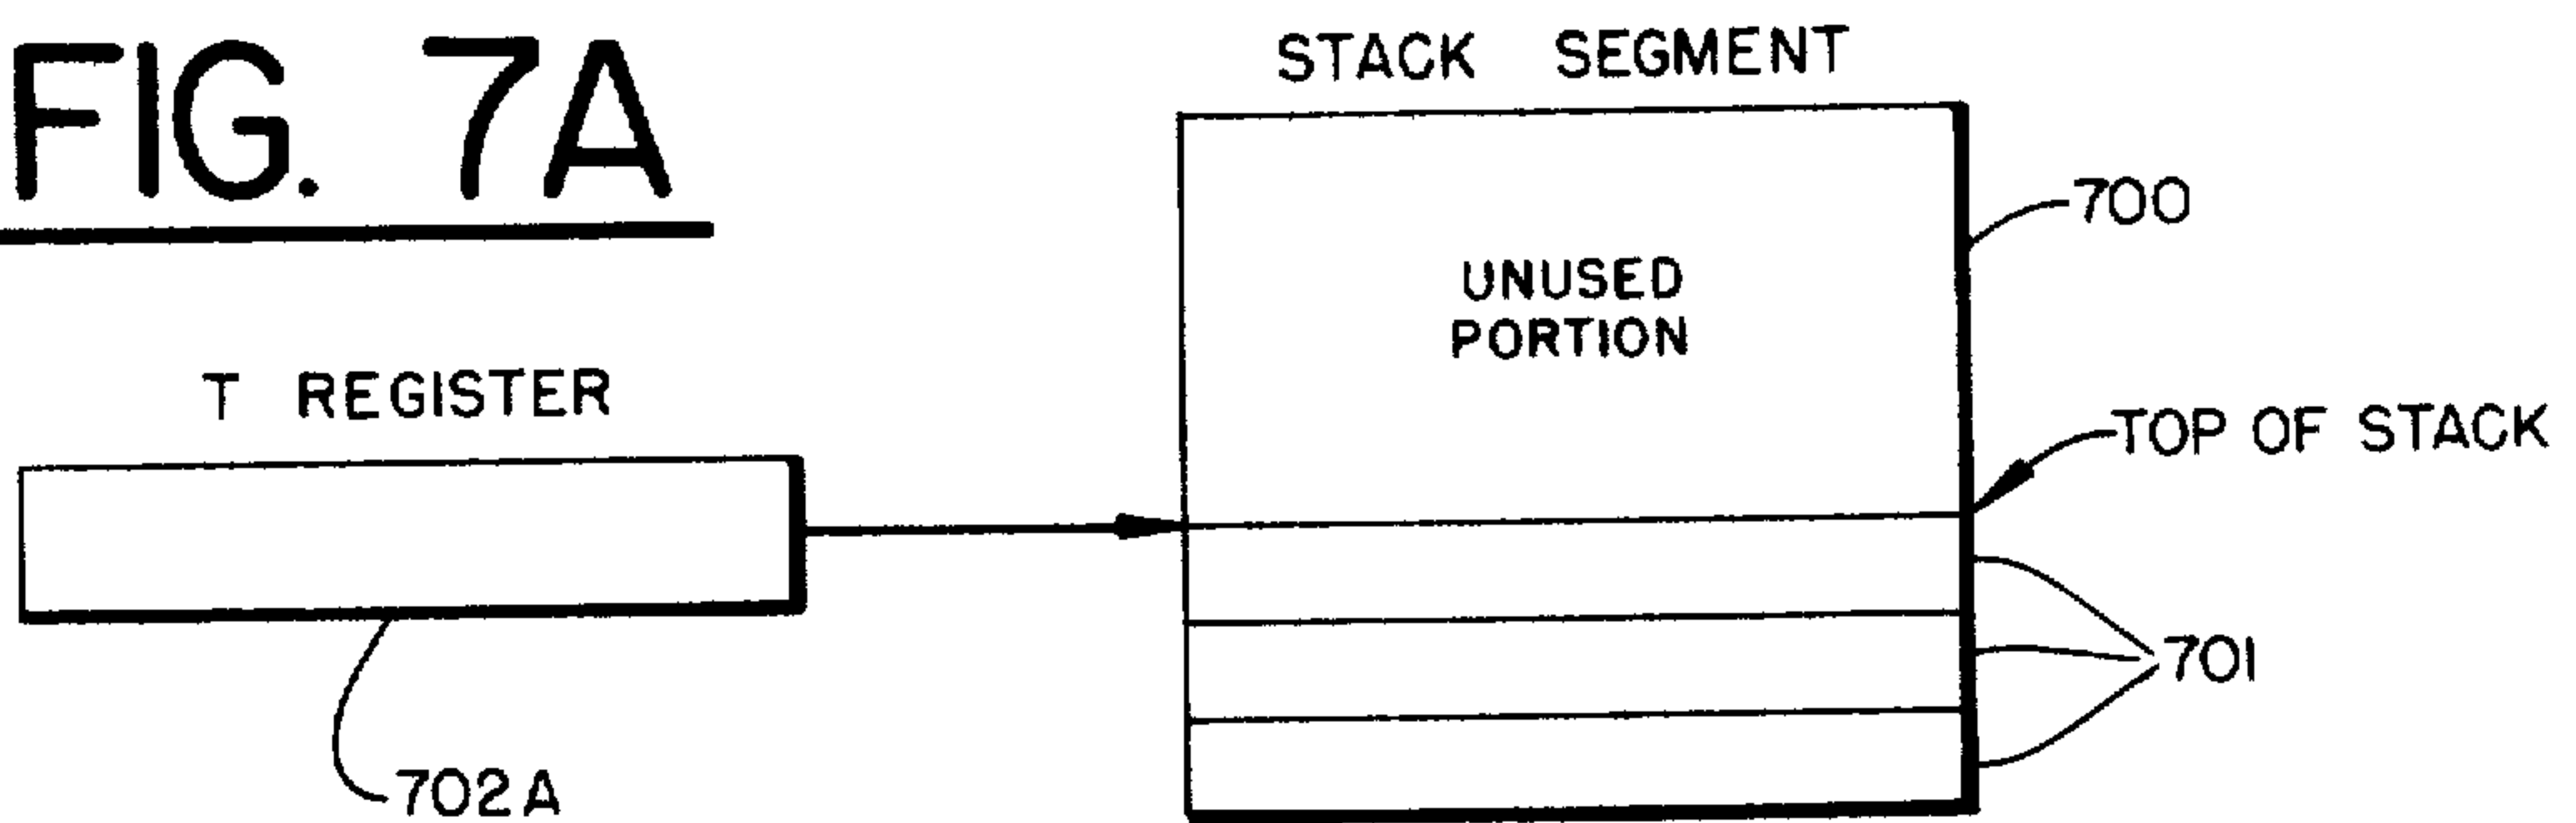 FIG. 7A
STACK SEGMENT
700
UNUSED
PORTION
T REGISTER
TOP OF STACK
701
702A